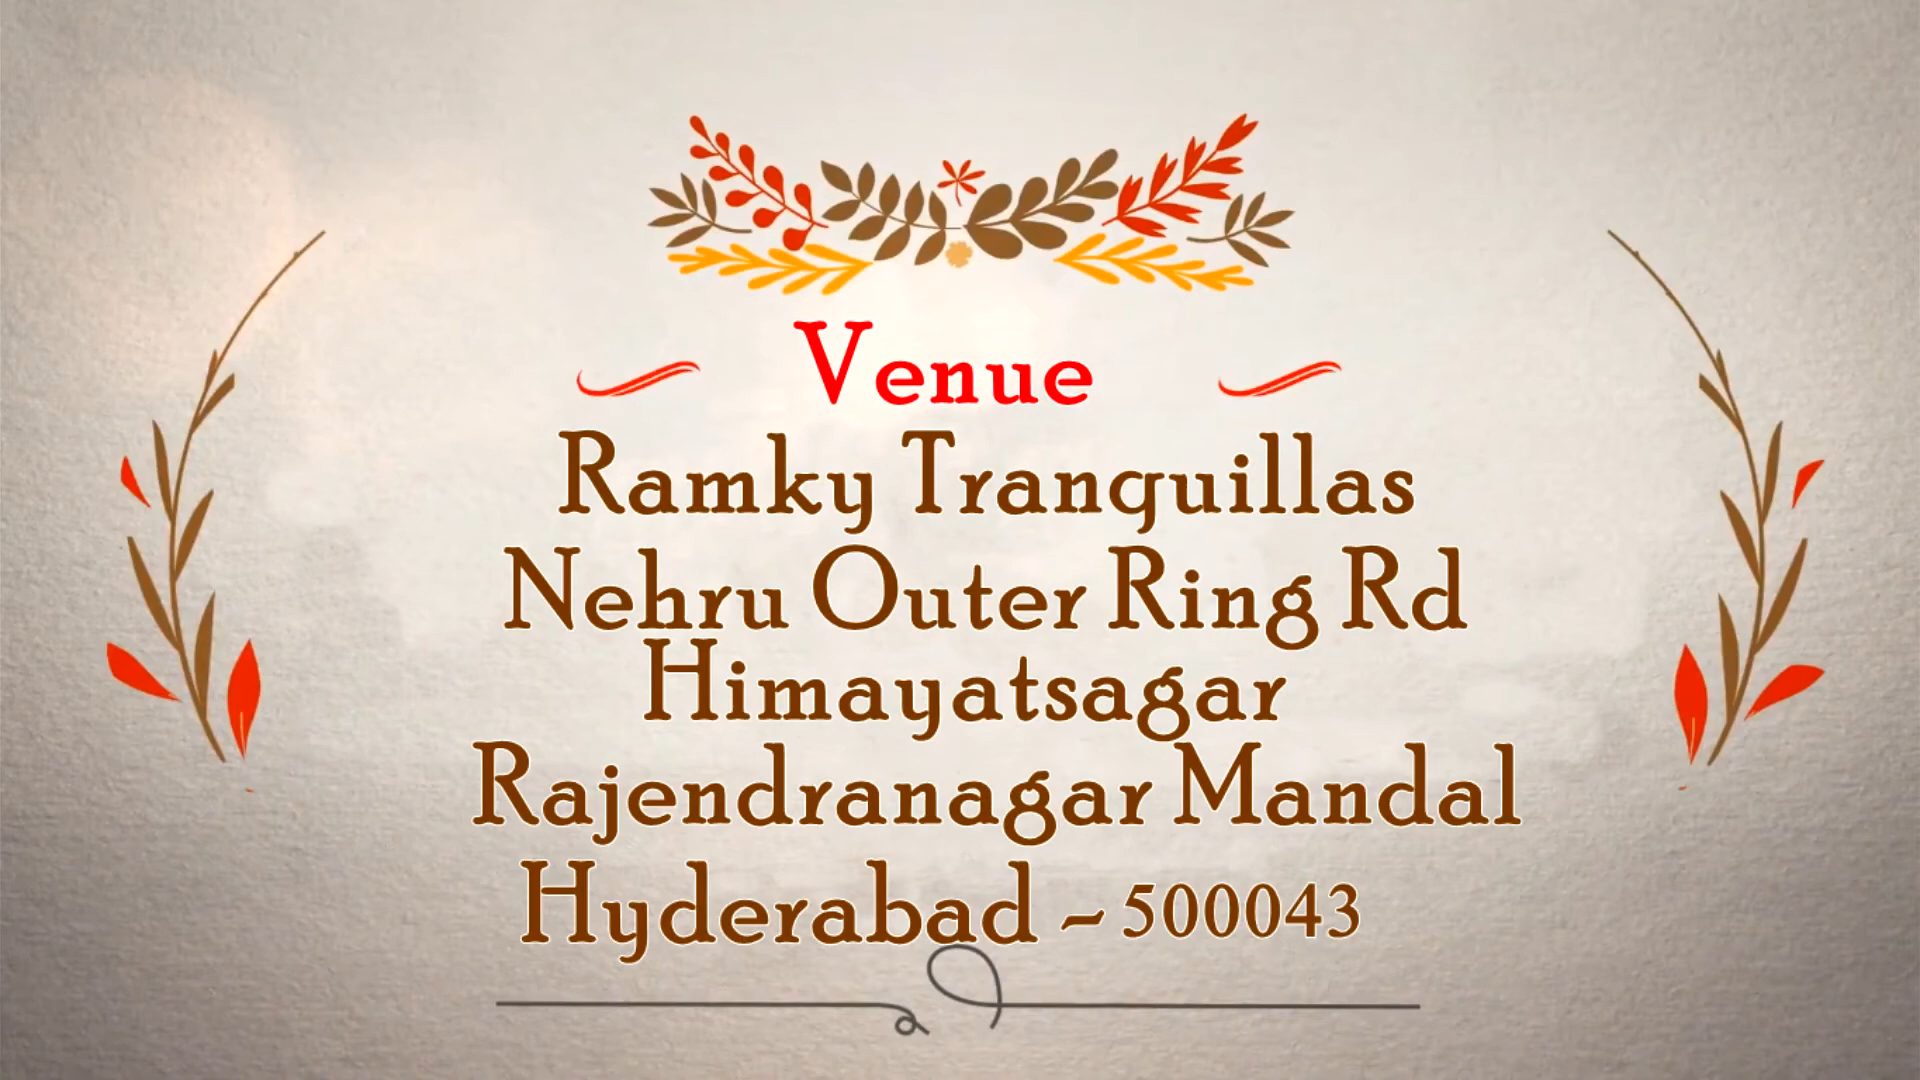 Venue
Ramky Tranquillas
Nehru Outer Ring Rd
Himayatsagar
Rajendranagar Mandal
Hyderabad - 500043